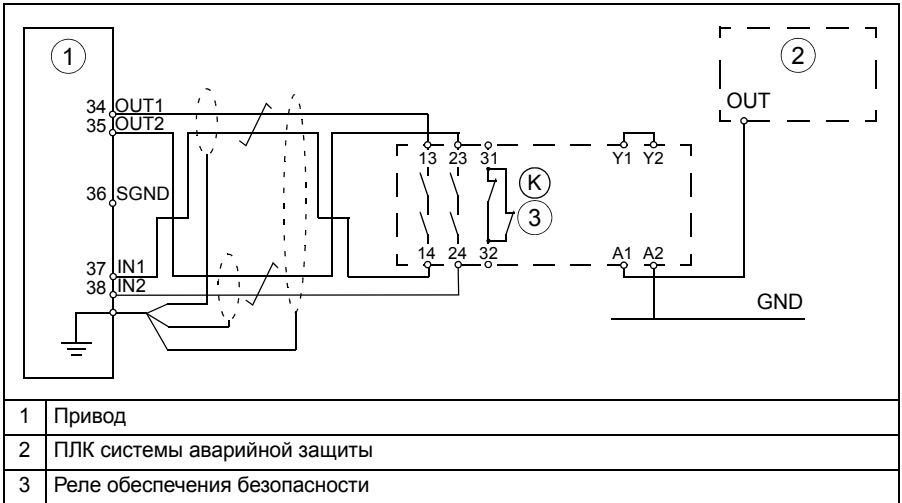 1
2
OUT
34 OUT1
35 OUT2
13 23 31 Y1 Y2
K
36 SGND
3
14 24 32 A1 A2
37 IN1
38 IN2
GND
1 Привод
2 ПЛК системы аварийной защиты
3 Реле обеспечения безопасности